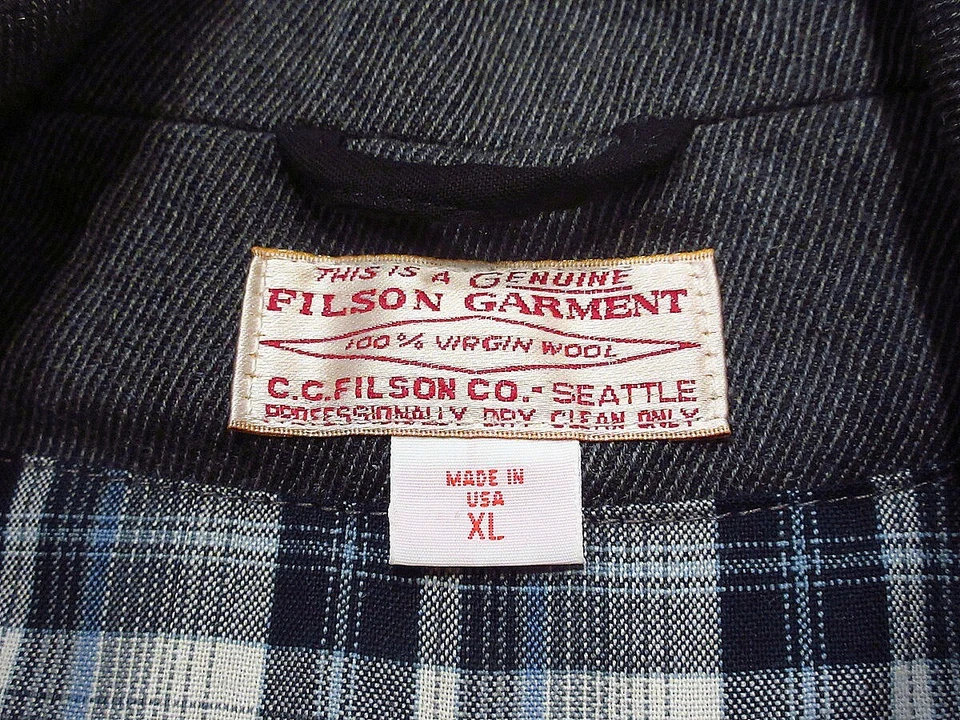 THIS IS A GENUINE
FILSON GARMENT
100% VIRGIN WOOL
C.C.FILSON CO.-SEATTLE
PROFESSIONALLY DRY CLEAN ONLY
MADE IN
USA
XL